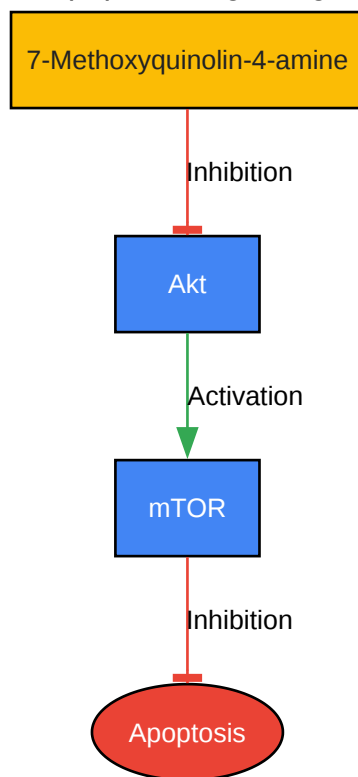 7-Methoxyquinolin-4-amine
Inhibition
Akt
Activation
mTOR
Inhibition
Apoptosis